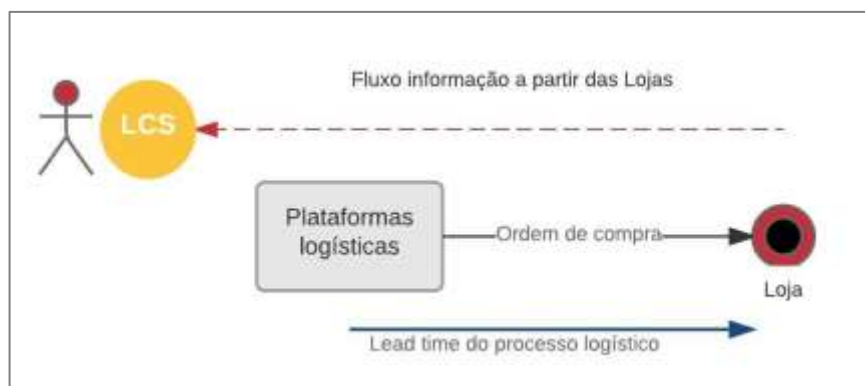 Fluxo informação a partir das Lojas
LCS
Plataformas
logísticas
Ordem de compra
Loja
Lead time do processo logístico